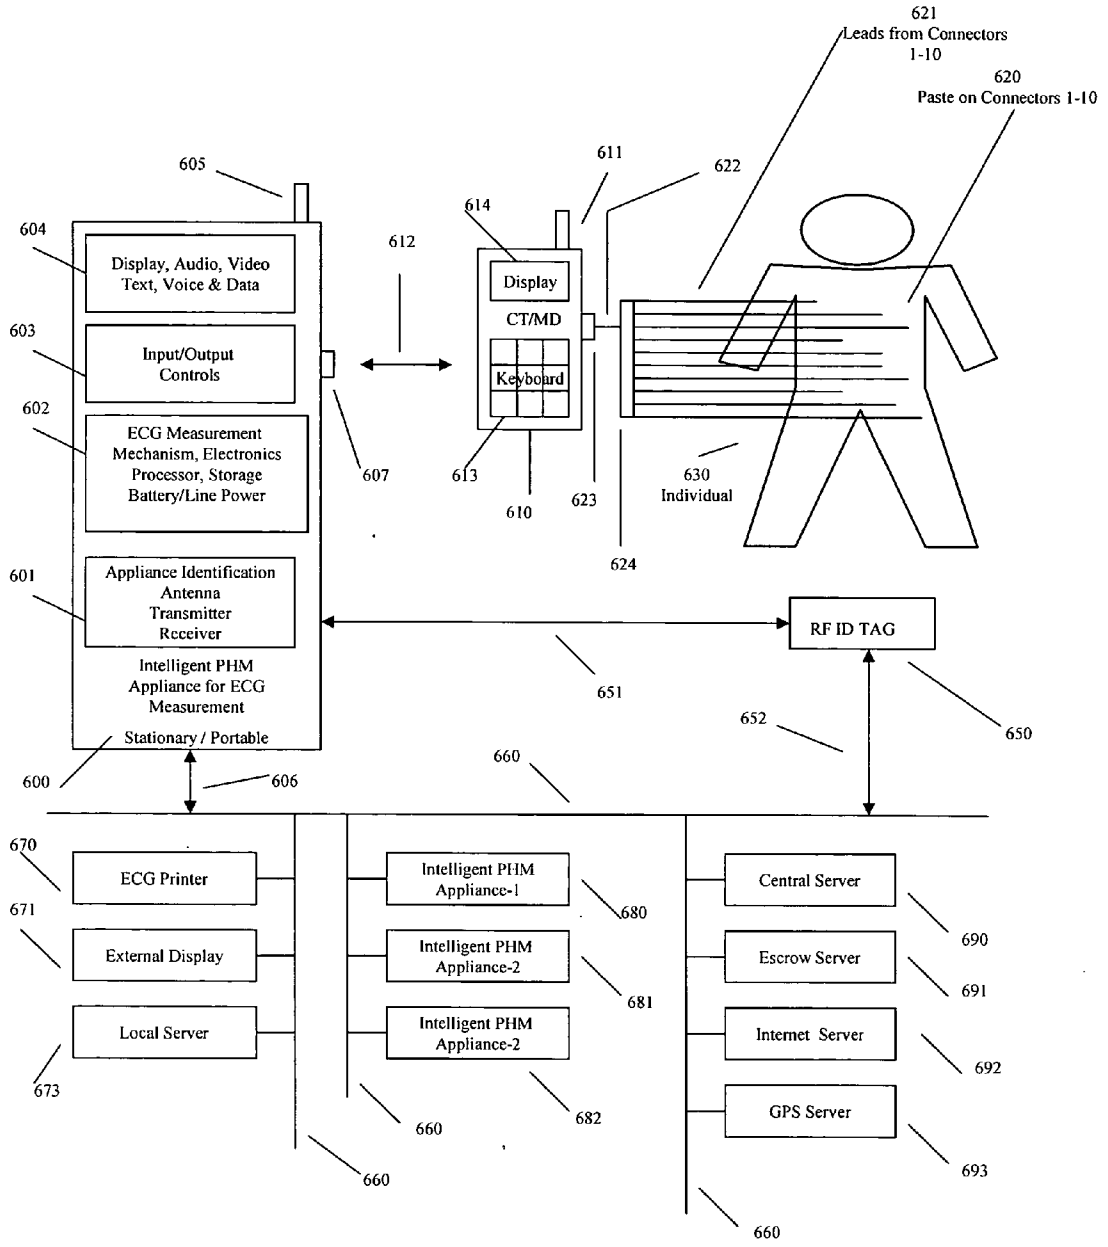 621
Leads from Connectors
1-10
620
Paste on Connectors 1-10
605
611
622
604
614
612
Display, Audio, Video
Text, Voice & Data
Display
CT/MD
603
Input/Output
Controls
Keyboard
602
ECG Measurement
Mechanism, Electronics
Processor, Storage
Battery/Line Power
607
613
623
630
Individual
610
624
601
Appliance Identification
Antenna
Transmitter
Receiver
RF ID TAG
Intelligent PHM
Appliance for ECG
Measurement
651
652
650
Stationary / Portable
600
606
660
670
ECG Printer
Intelligent PHM
Appliance-1
Central Server
671
680
690
External Display
Intelligent PHM
Appliance-2
Escrow Server
681
691
Local Server
Intelligent PHM
Appliance-2
Internet Server
673
682
692
660
GPS Server
660
693
660